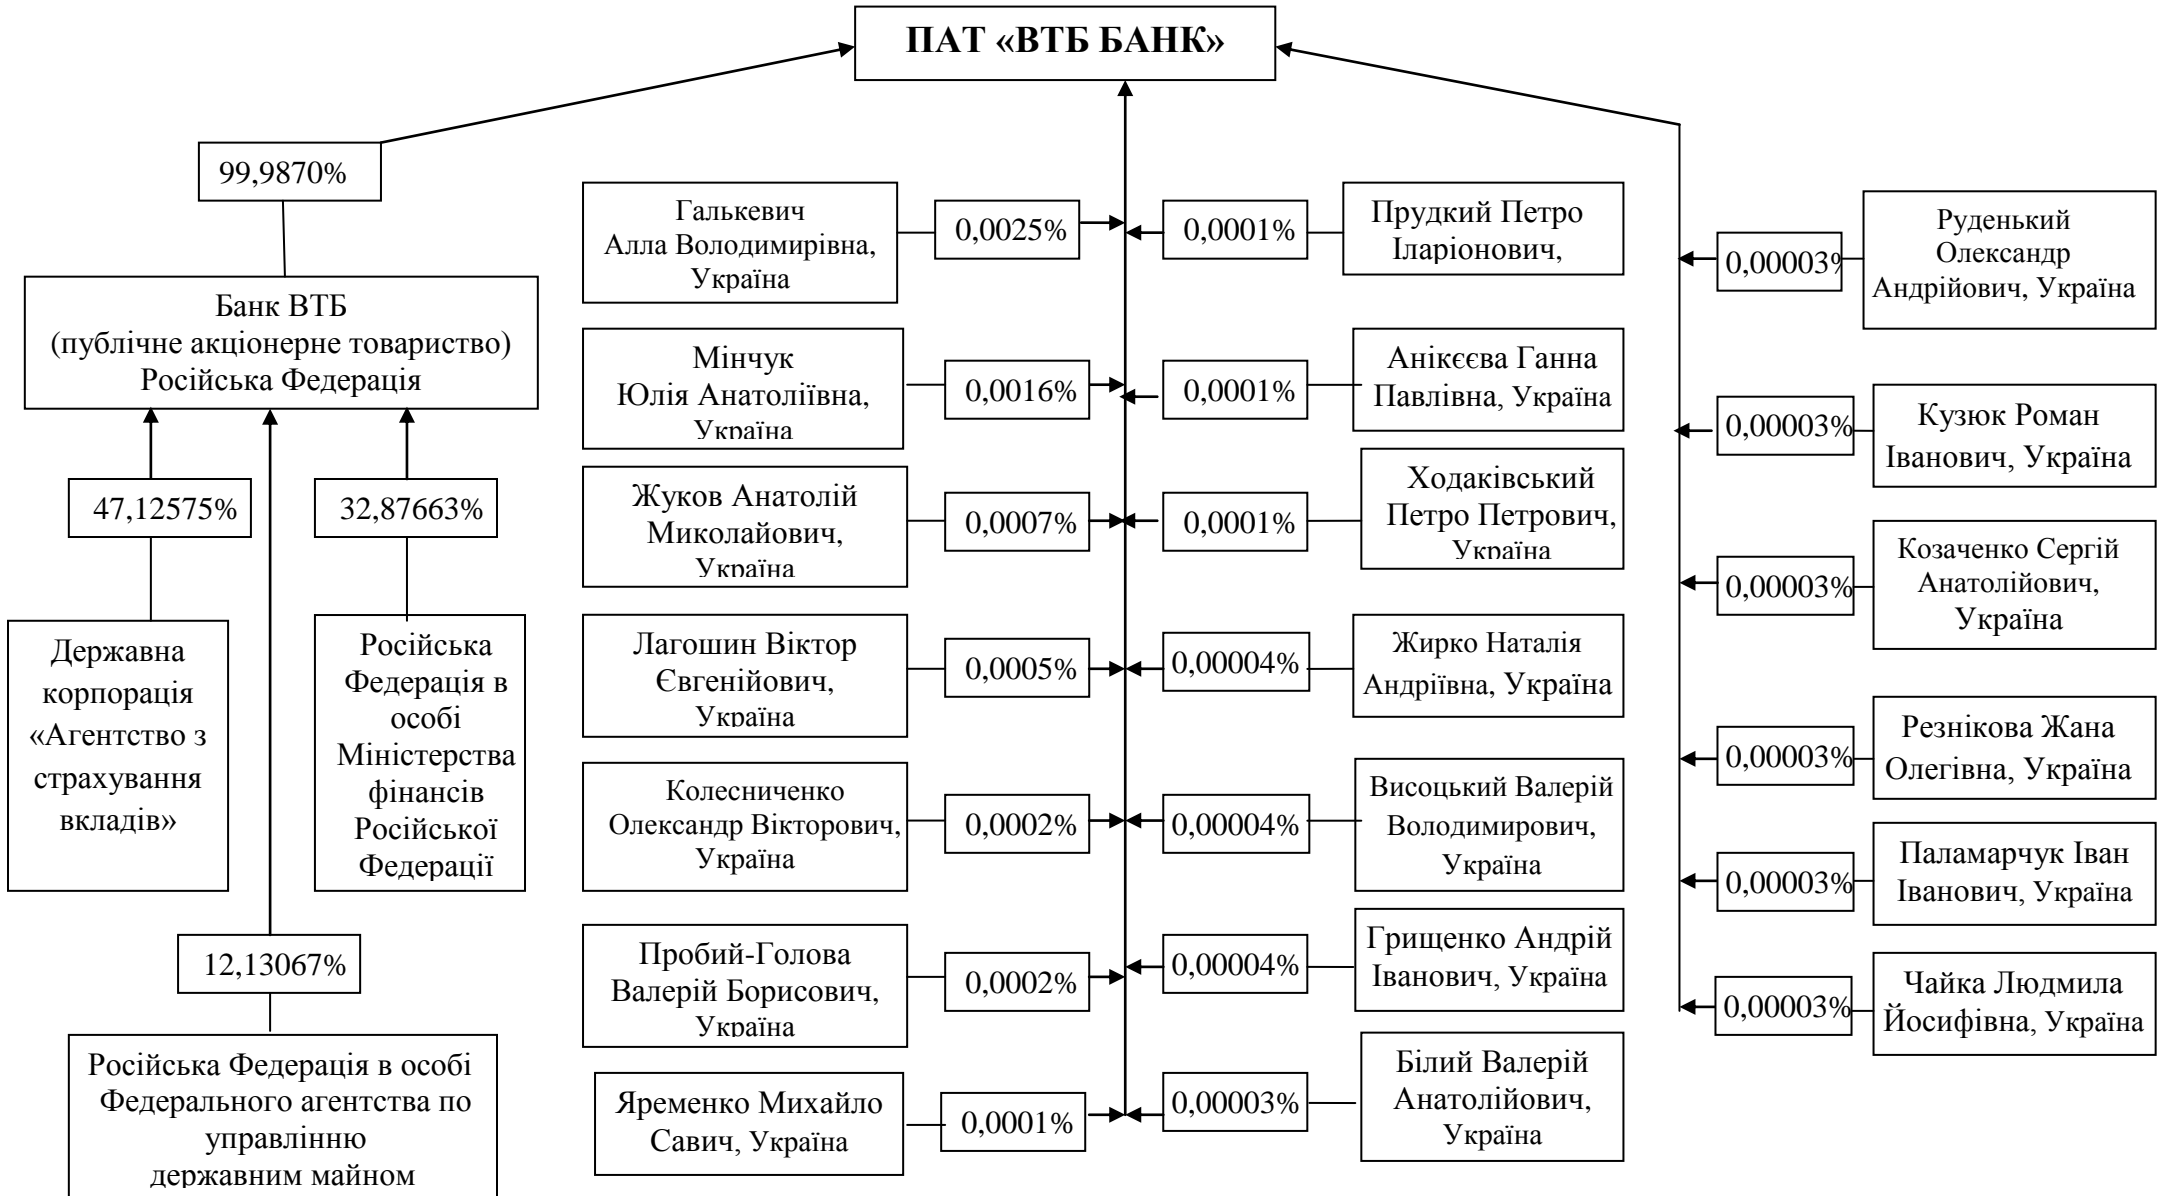 ПАТ «ВТБ БАНК»
99,9870%
Банк ВТБ
(публічне акціонерне товариство)
Російська Федерація
47,12575%
32,87663%
Державна
корпорація
«Агентство з
страхування
вкладів»
Російська
Федерація в
особі
Міністерства
фінансів
Російської
Федерації
12,13067%
Російська Федерація в особі
Федерального агентства по
управлінню
державним майном
Галькевич
Алла Володимирівна,
Україна
0,0025%
Мінчук
Юлія Анатоліївна,
Україна
0,0016%
Жуков Анатолій
Миколайович,
Україна
0,0007%
Лагошин Віктор
Євгенійович,
Україна
0,0005%
Колесниченко
Олександр Вікторович,
Україна
0,0002%
Пробий-Голова
Валерій Борисович,
Україна
0,0002%
Яременко Михайло
Савич, Україна
0,0001%
0,0001%
Прудкий Петро
Іларіонович,
0,0001%
Анікєєва Ганна
Павлівна, Україна
0,0001%
Ходаківський
Петро Петрович,
Україна
0,00004%
Жирко Наталія
Андріївна, Україна
0,00004%
Висоцький Валерій
Володимирович,
Україна
0,00004%
Грищенко Андрій
Іванович, Україна
0,00003%
Білий Валерій
Анатолійович,
Україна
0,00003%
Руденький
Олександр
Андрійович, Україна
0,00003%
Кузюк Роман
Іванович, Україна
0,00003%
Козаченко Сергій
Анатолійович,
Україна
0,00003%
Резнікова Жана
Олегівна, Україна
0,00003%
Паламарчук Іван
Іванович, Україна
0,00003%
Чайка Людмила
Йосифівна, Україна